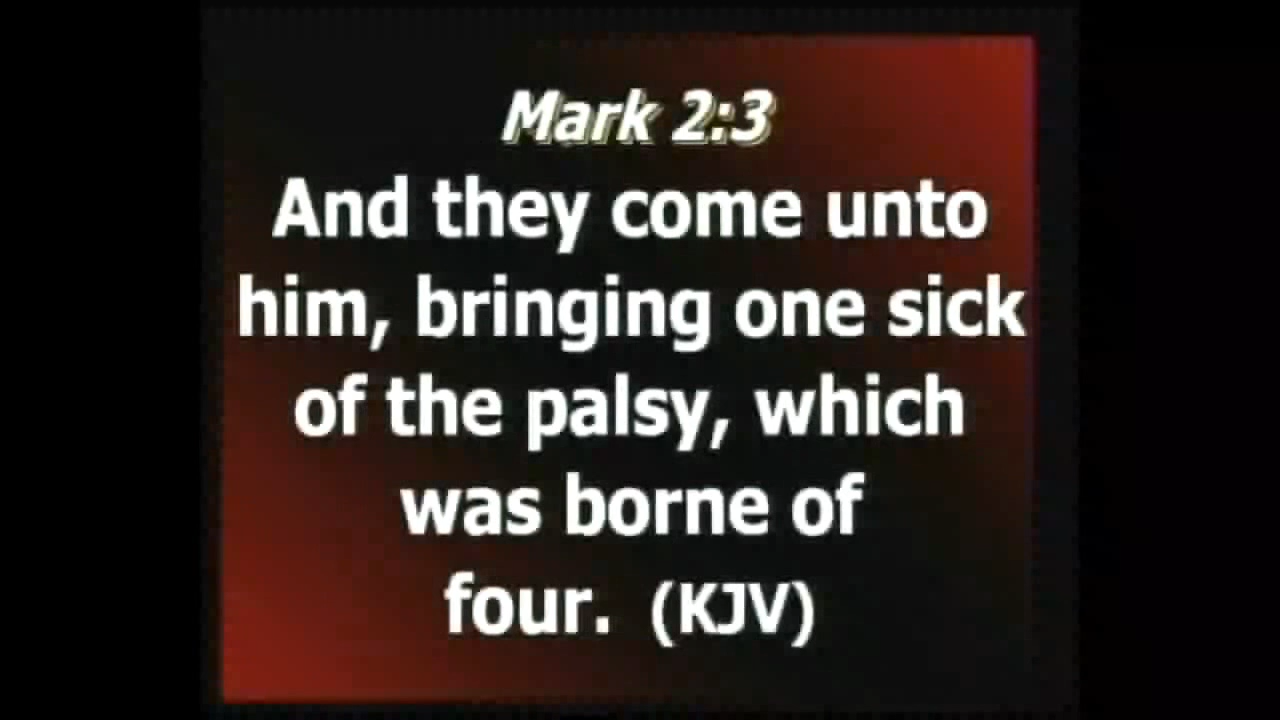 Mark 2:3
And they come unto
him, bringing one sick
of the palsy, which
was borne of
four. (KJV)